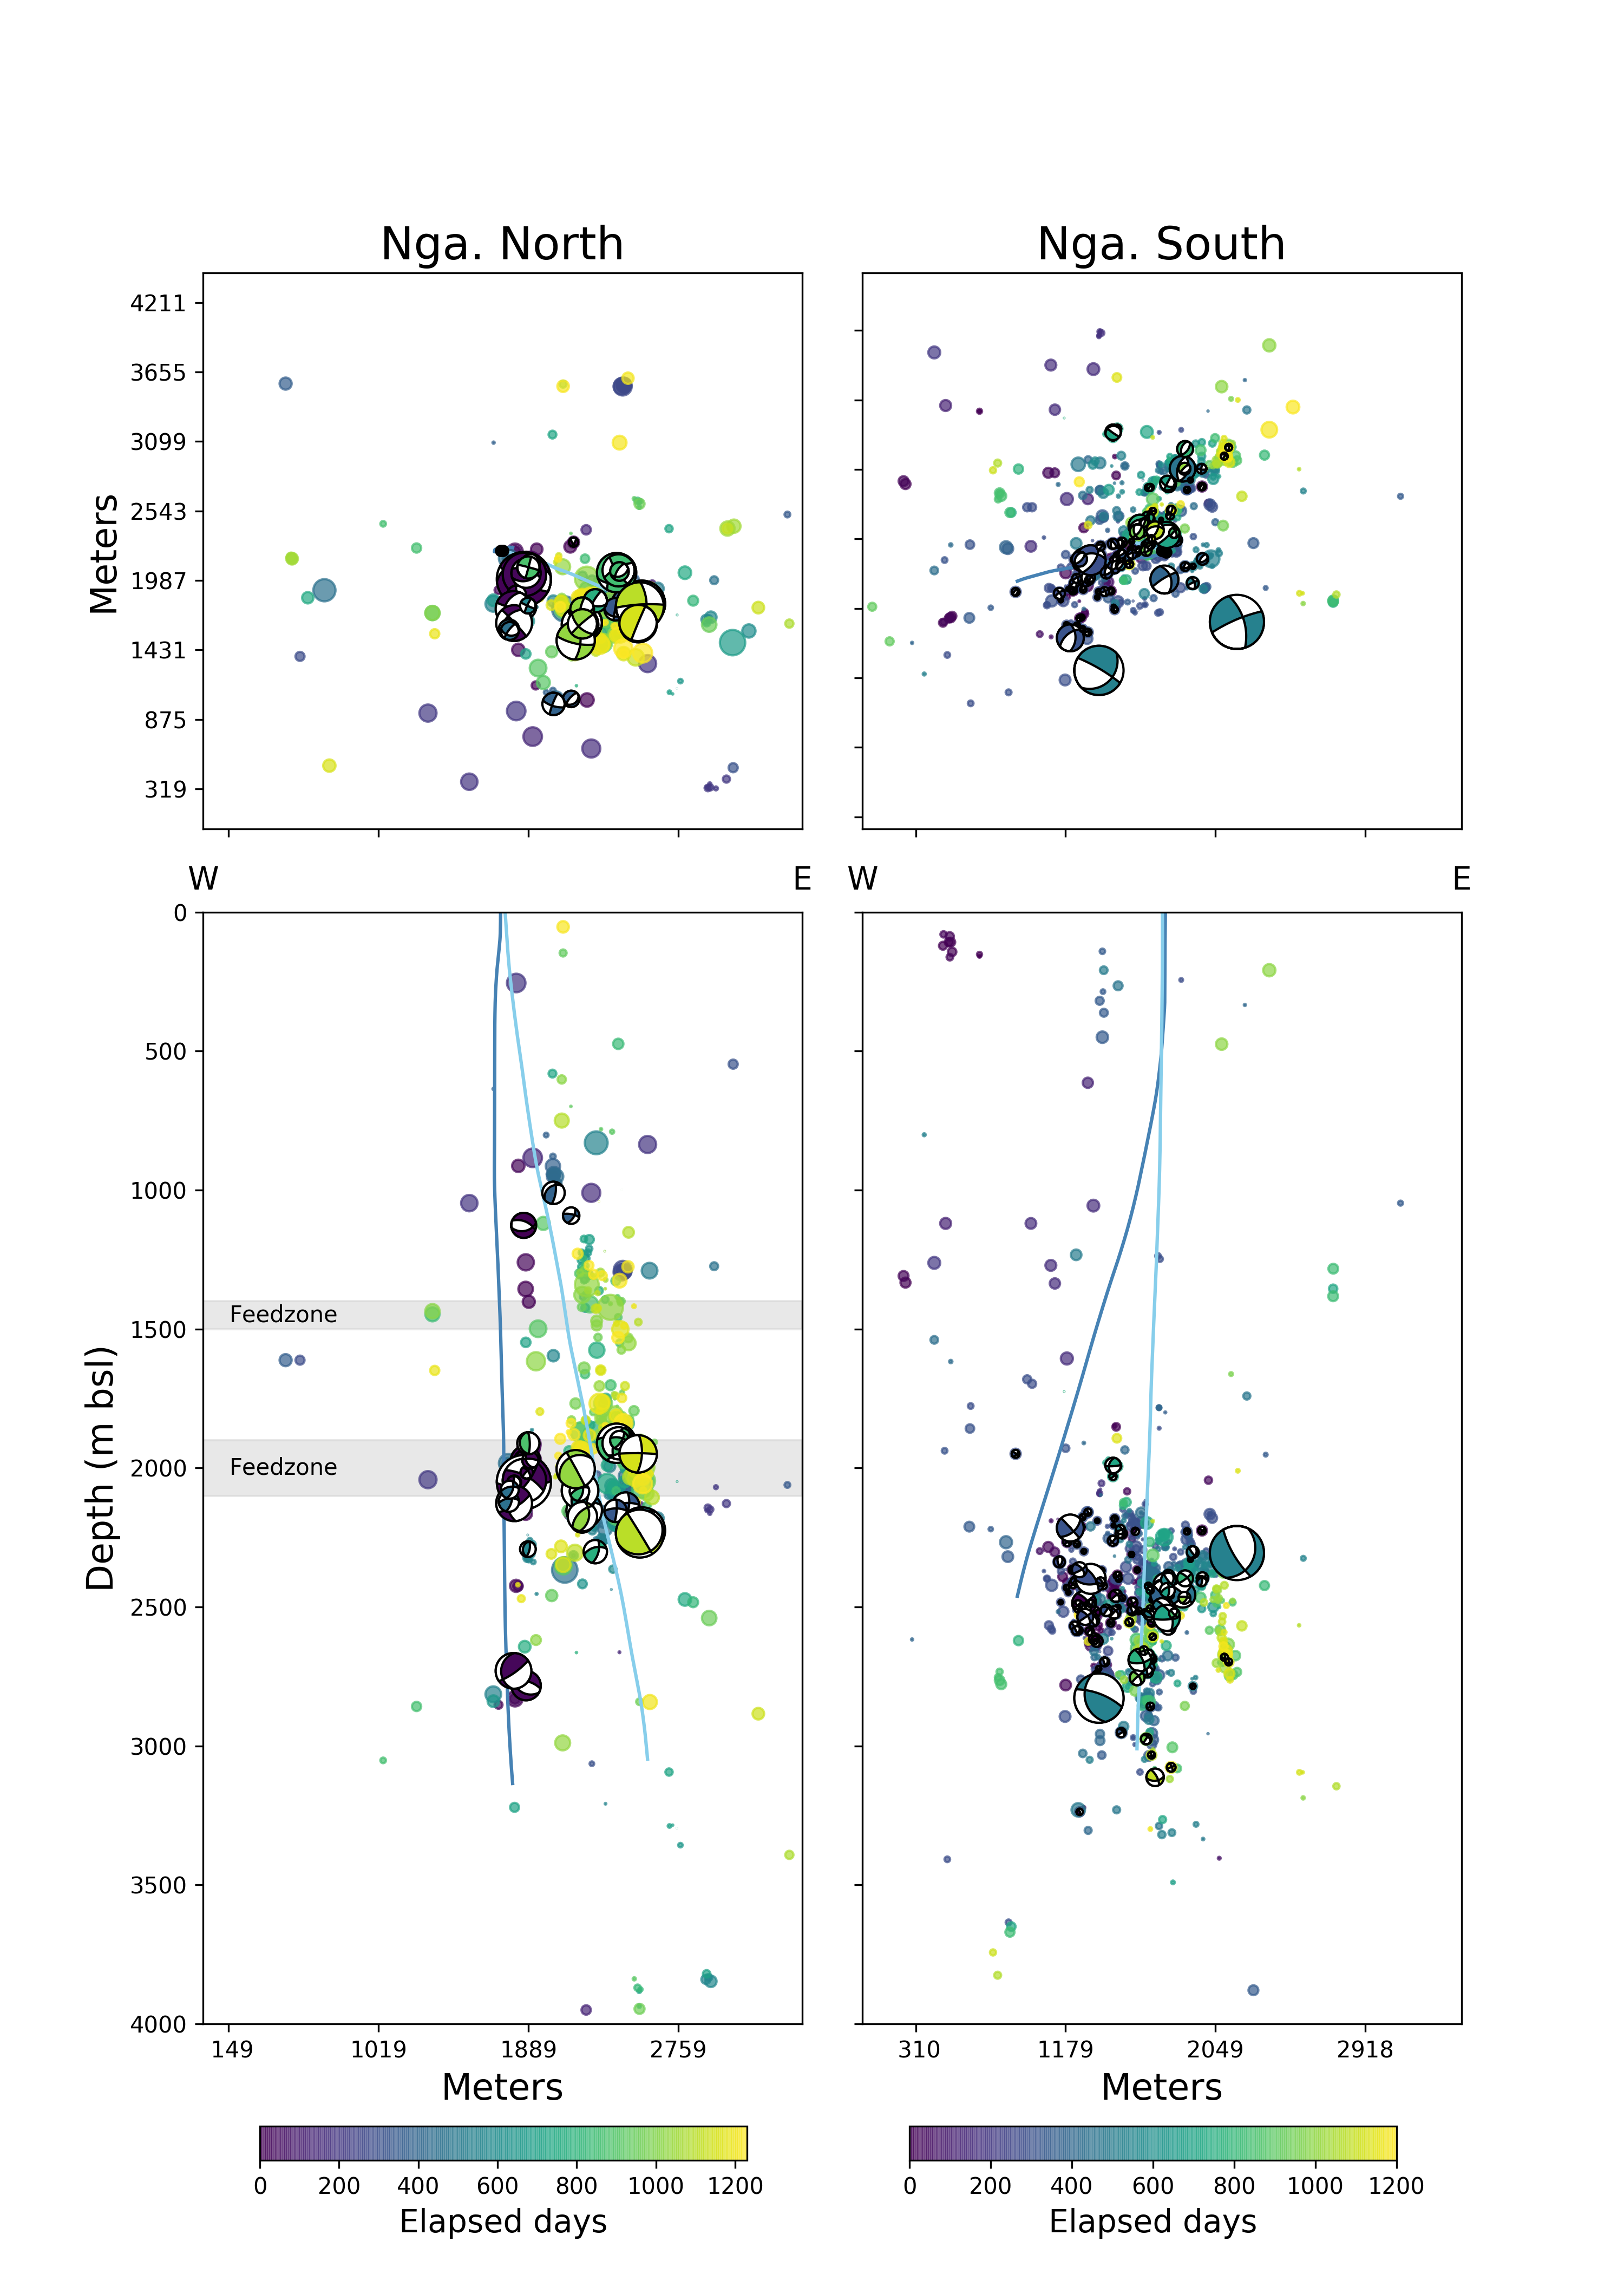 Nga. North
Nga. South
4211
3655
3099
2543
1987
1431
875
319
Meters
W
E
W
E
0
500
1000
1500
2000
2500
3000
3500
4000
Depth (m bsl)
Feedzone
Feedzone
149
1019
1889
2759
310
1179
2049
2918
Meters
Meters
0 200 400 600 800 1000 1200
0 200 400 600 800 1000 1200
Elapsed days
Elapsed days